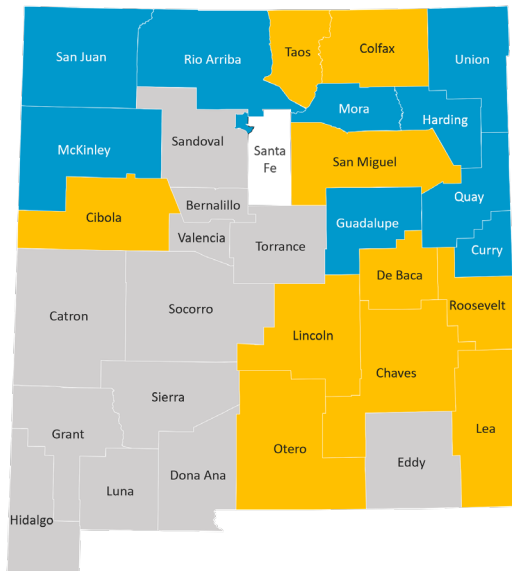 San Juan
Rio Arriba
Taos
Colfax
Union
Mora
Harding
Sandoval
McKinley
Santa
Fe
San Miguel
Quay
Bernalillo
Cibola
Guadalupe
Valencia
Torrance
Curry
De Baca
Roosevelt
Socorro
Catron
Lincoln
Chaves
Sierra
Lea
Grant
Otero
Eddy
Dona Ana
Luna
Hidalgo